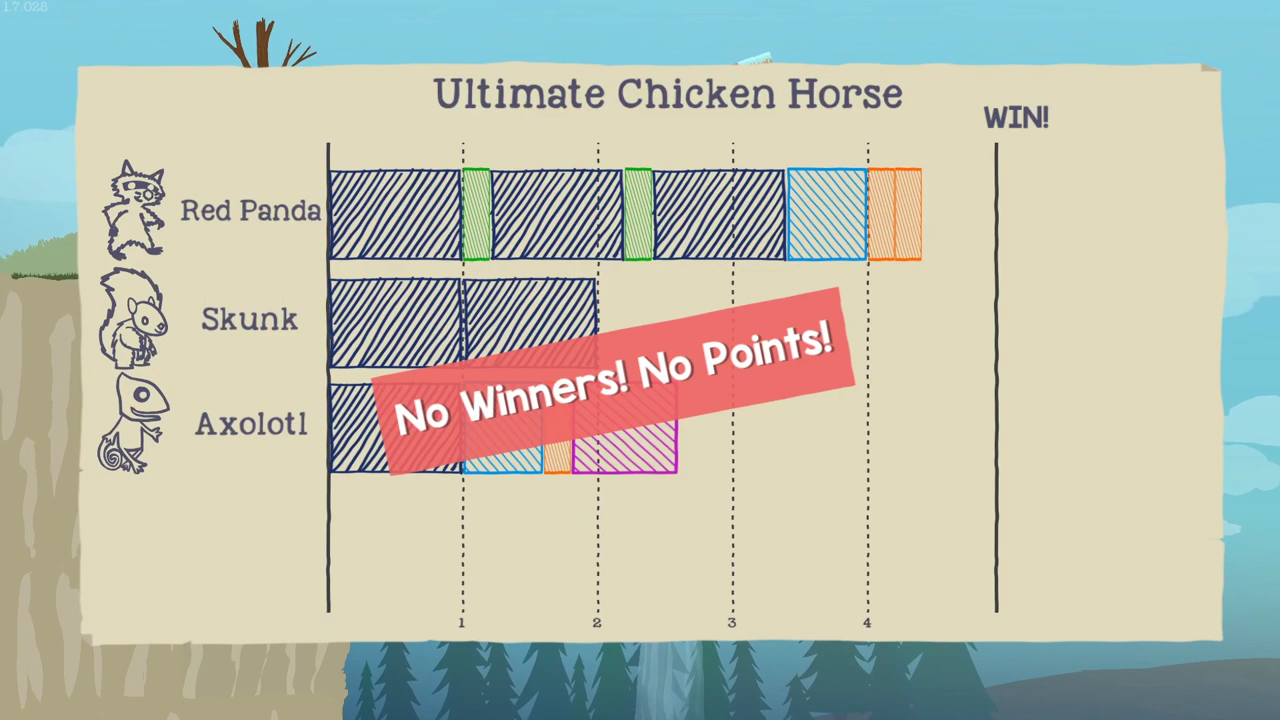 1.7.028
Ultimate Chicken Horse
WIN!
Red Panda
Skunk
No Winners! No Points!
Axolotl
1 2 3 4